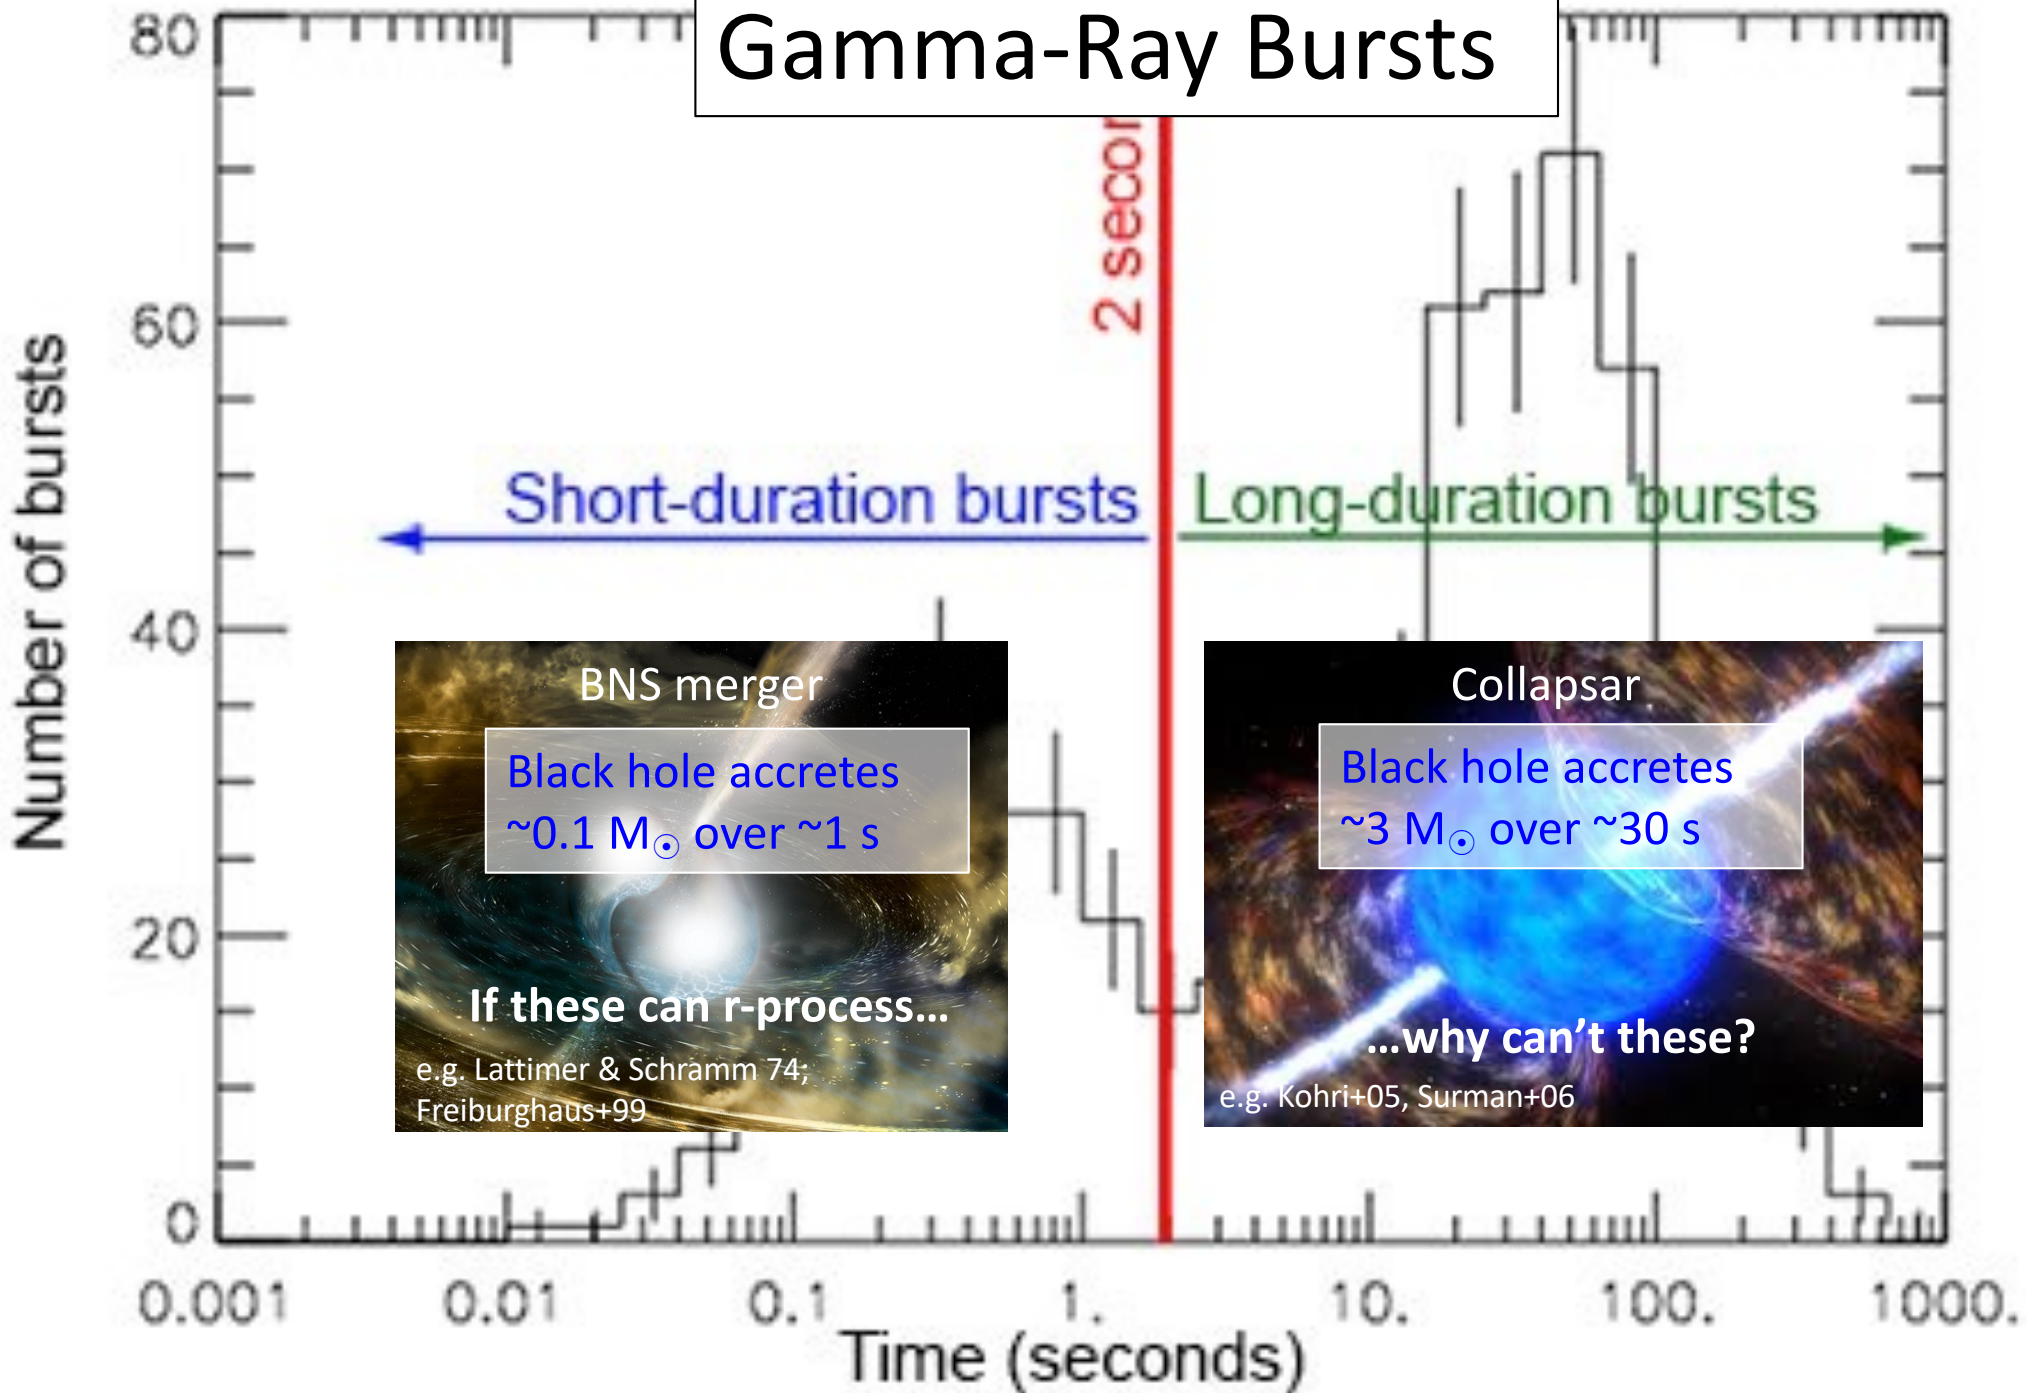 Gamma-Ray Bursts
80
60
40
20
0
Number of bursts
2 secon
Short-duration bursts
Long-duration bursts
BNS merger
Black hole accretes
~0.1 M☉ over ~1 s
If these can r-process...
e.g. Lattimer & Schramm 74;
Freiburghaus+99
Collapsar
Black hole accretes
~3 M☉ over ~30 s
...why can’t these?
e.g. Kohri+05, Surman+06
0.001 0.01 0.1 1. 10. 100. 1000.
Time (seconds)